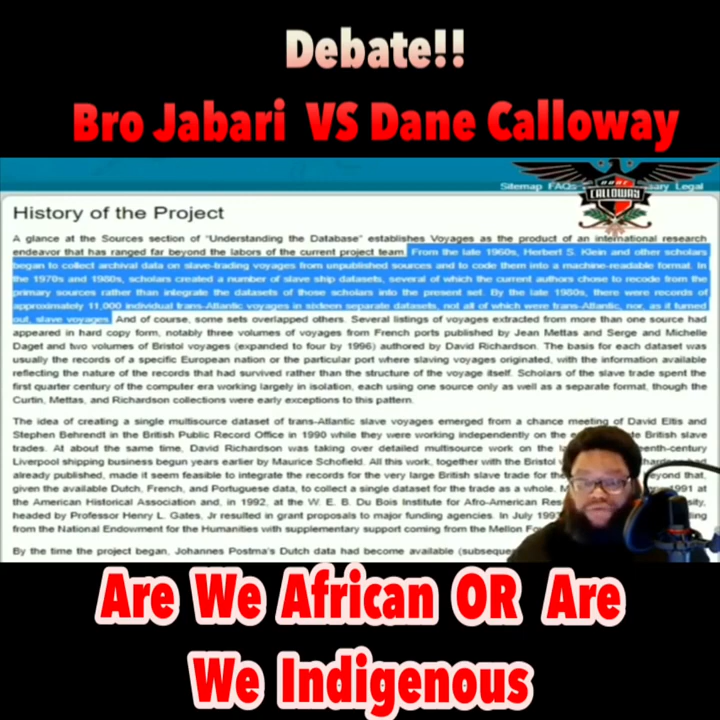 Debate!!
Bro Jabari VS Dane Calloway
Sitemap FAQs
ary Legal
CALLOWAY
History of the Project
A glance at the Sources section of "Understanding the Database" establishes Voyages as the product of an international research
endeavor that has ranged far beyond the labors of the current project team. From the late 1960s, Herbert S. Klein and other scholars
began to collect archival data on slave-trading voyages from unpublished sources and to code them into a machine-readable format. In
the 1970s and 1980s, scholars created a number of slave ship datasets, several of which the current authors chose to recode from the
primary sources rather than integrate the datasets of those scholars into the present set. By the late 1980s, there were records of
approximately 11,000 individual trans-Atlantic voyages in sixteen separate datasets, not all of which were trans-Atlantic, nor, as it turned
out, slave voyages. And of course, some sets overlapped others. Several listings of voyages extracted from more than one source had
appeared in hard copy form, notably three volumes of voyages from French ports published by Jean Mettas and Serge and Michelle
Daget and two volumes of Bristol voyages (expanded to four by 1996) authored by David Richardson. The basis for each dataset was
usually the records of a specific European nation or the particular port where slaving voyages originated, with the information available
reflecting the nature of the records that had survived rather than the structure of the voyage itself. Scholars of the slave trade spent the
first quarter century of the computer era working largely in isolation, each using one source only as well as a separate format, though the
Curtin, Mettas, and Richardson collections were early exceptions to this pattern.
The idea of creating a single multisource dataset of trans-Atlantic slave voyages emerged from a chance meeting of David Eltis and
Stephen Behrendt in the British Public Record Office in 1990 while they were working independently on the e te British slave
trades. At about the same time, David Richardson was taking over detailed multisource work on the la enth-century
Liverpool shipping business begun years earlier by Maurice Schofield. All this work, together with the Bristol v hards
already published, made it seem feasible to integrate the records for the very large British slave trade for the eyond that,
given the available Dutch, French, and Portuguese data, to collect a single dataset for the trade as a whole. M 1991 at
the American Historical Association and, in 1992, at the W. E. B. Du Bois Institute for Afro-American Res sity,
headed by Professor Henry L. Gates, Jr resulted in grant proposals to major funding agencies. In July 1993 ding
from the National Endowment for the Humanities with supplementary support coming from the Mellon Fo
By the time the project began, Johannes Postma's Dutch data had become available (subseque
Are We African OR Are
We Indigenous